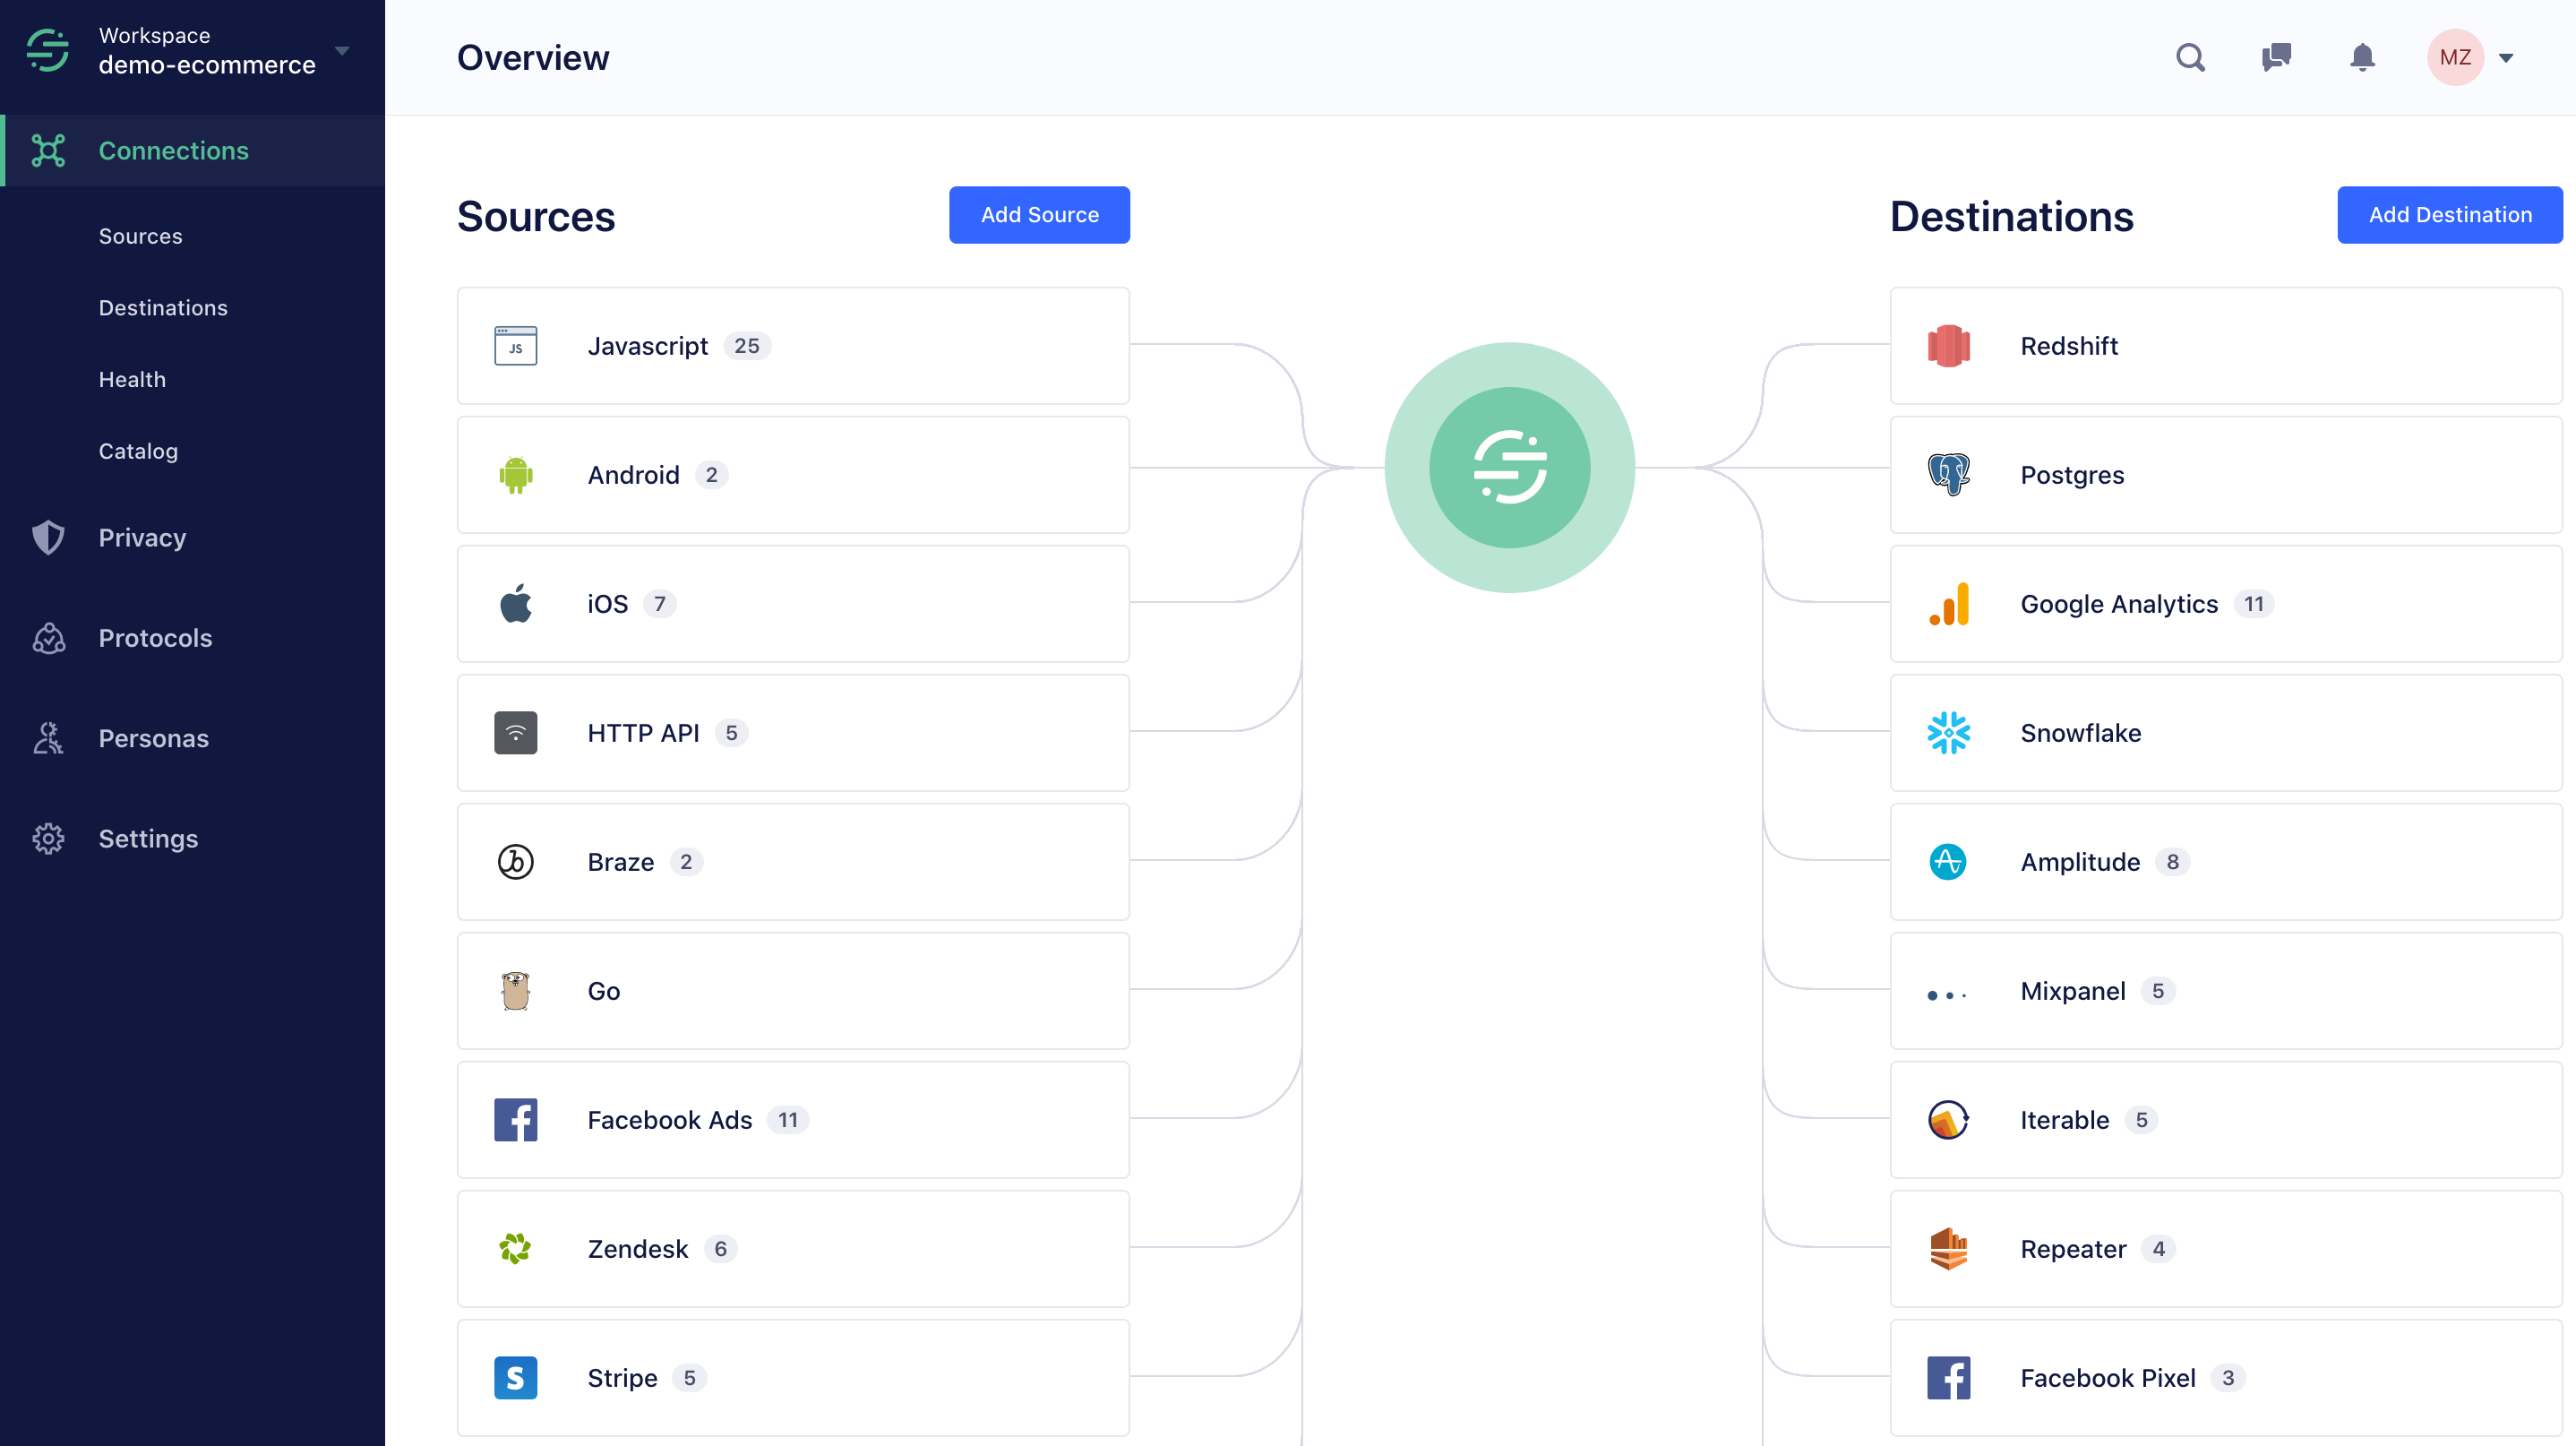 Workspace
demo-ecommerce
Connections
Sources
Destinations
Health
Catalog
Privacy
Protocols
Personas
Settings
Overview
MZ
Sources
Add Source
JS
Javascript 25
Android 2
iOS 7
HTTP API 5
Braze 2
Go
Facebook Ads 11
Zendesk 6
Stripe 5
Destinations
Add Destination
Redshift
Postgres
Google Analytics 11
Snowflake
Amplitude 8
Mixpanel 5
Iterable 5
Repeater 4
Facebook Pixel 3